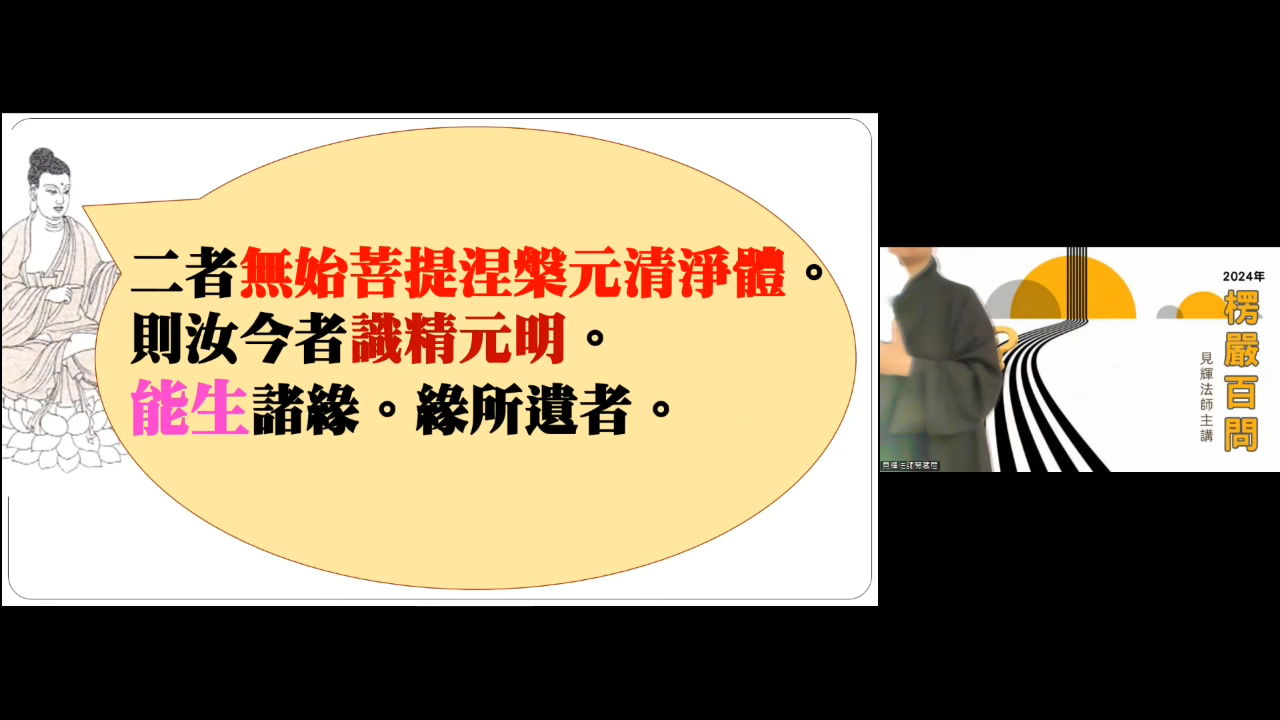 二者無始菩提涅槃元清淨體。
則汝今者識精元明。
能生諸緣。緣所遺者。
2024年
楞嚴百問
見輝法師主講